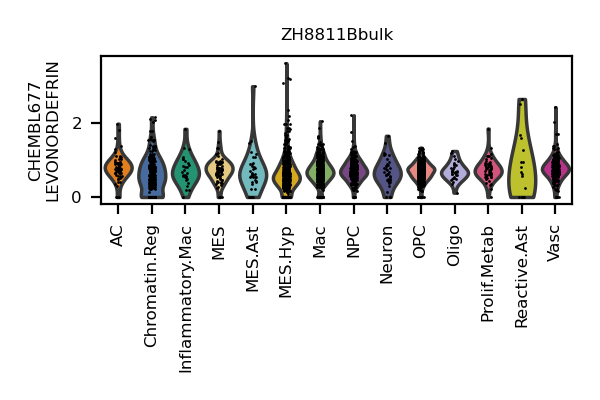 ZH8811Bbulk
CHEMBL677
LEVONORDEFRIN
2
0
AC
Chromatin.Reg
Inflammatory.Mac
MES
MES.Ast
MES.Hyp
Mac
NPC
Neuron
OPC
Oligo
Prolif.Metab
Reactive.Ast
Vasc